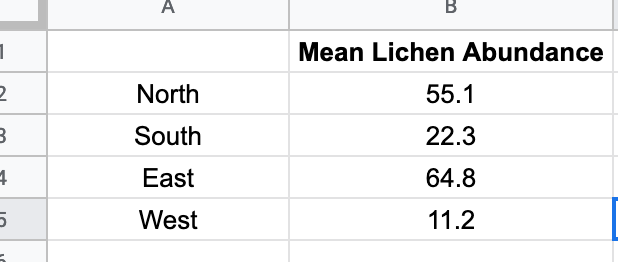 A B
1 Mean Lichen Abundance
2 North 55.1
3 South 22.3
4 East 64.8
5 West 11.2